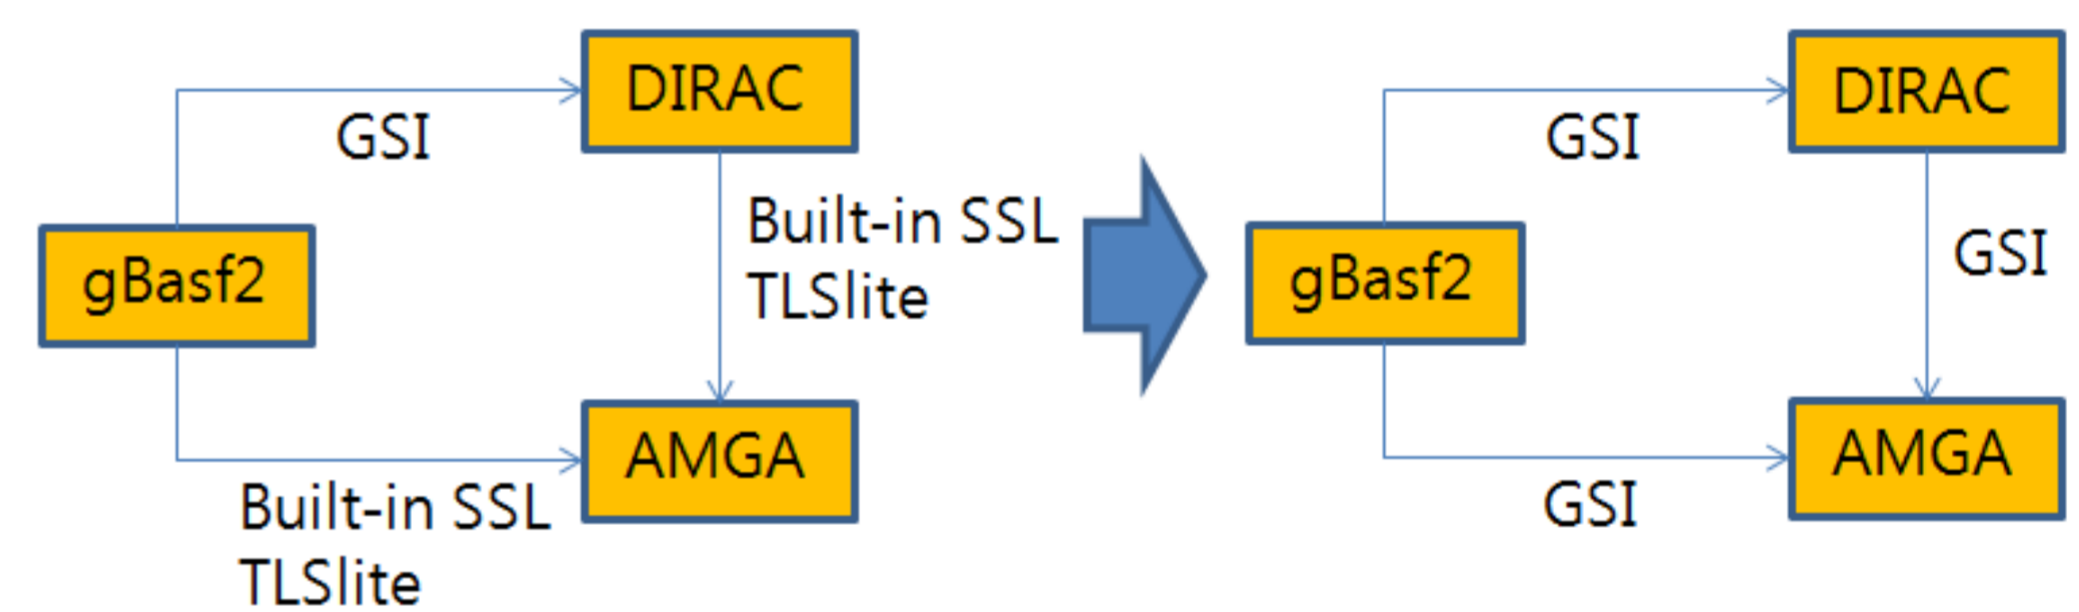 DIRAC
GSI
Built-in SSL
TLSlite
gBasf2
AMGA
Built-in SSL
TLSlite
DIRAC
GSI
GSI
gBasf2
AMGA
GSI